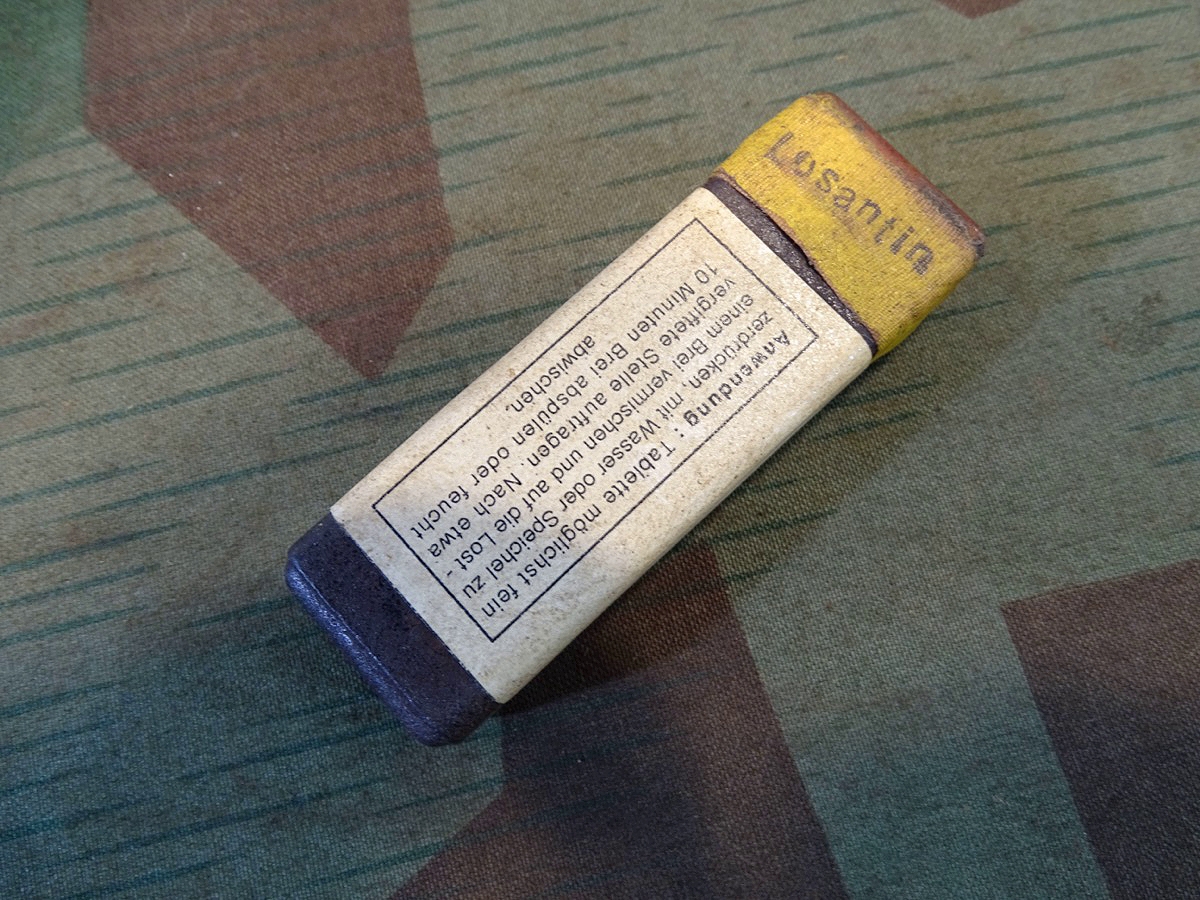 Losantin
Anwendung: Tablette möglichst fein
zerdrücken, mit Wasser oder Speichel zu
einem Brei vermischen und auf die Lost-
vergiftete Stelle auftragen. Nach etwa
10 Minuten Brei abspülen oder feucht
abwischen.